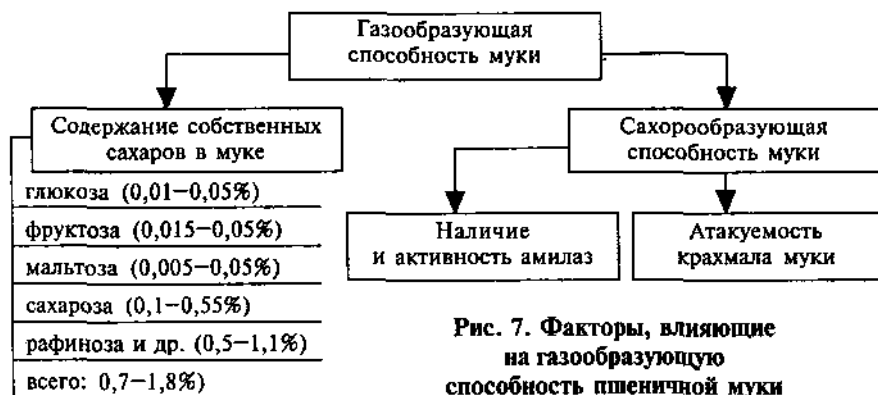 Газообразующая
способность муки
Содержание собственных
сахаров в муке
глюкоза (0,01–0,05%)
фруктоза (0,015–0,05%)
мальтоза (0,005–0,05%)
сахароза (0,1–0,55%)
рафиноза и др. (0,5–1,1%)
всего: 0,7–1,8%)
Сахорообразующая
способность муки
Наличие
и активность амилаз
Атакуемость
крахмала муки
Рис. 7. Факторы, влияющие
на газообразующую
способность пшеничной муки